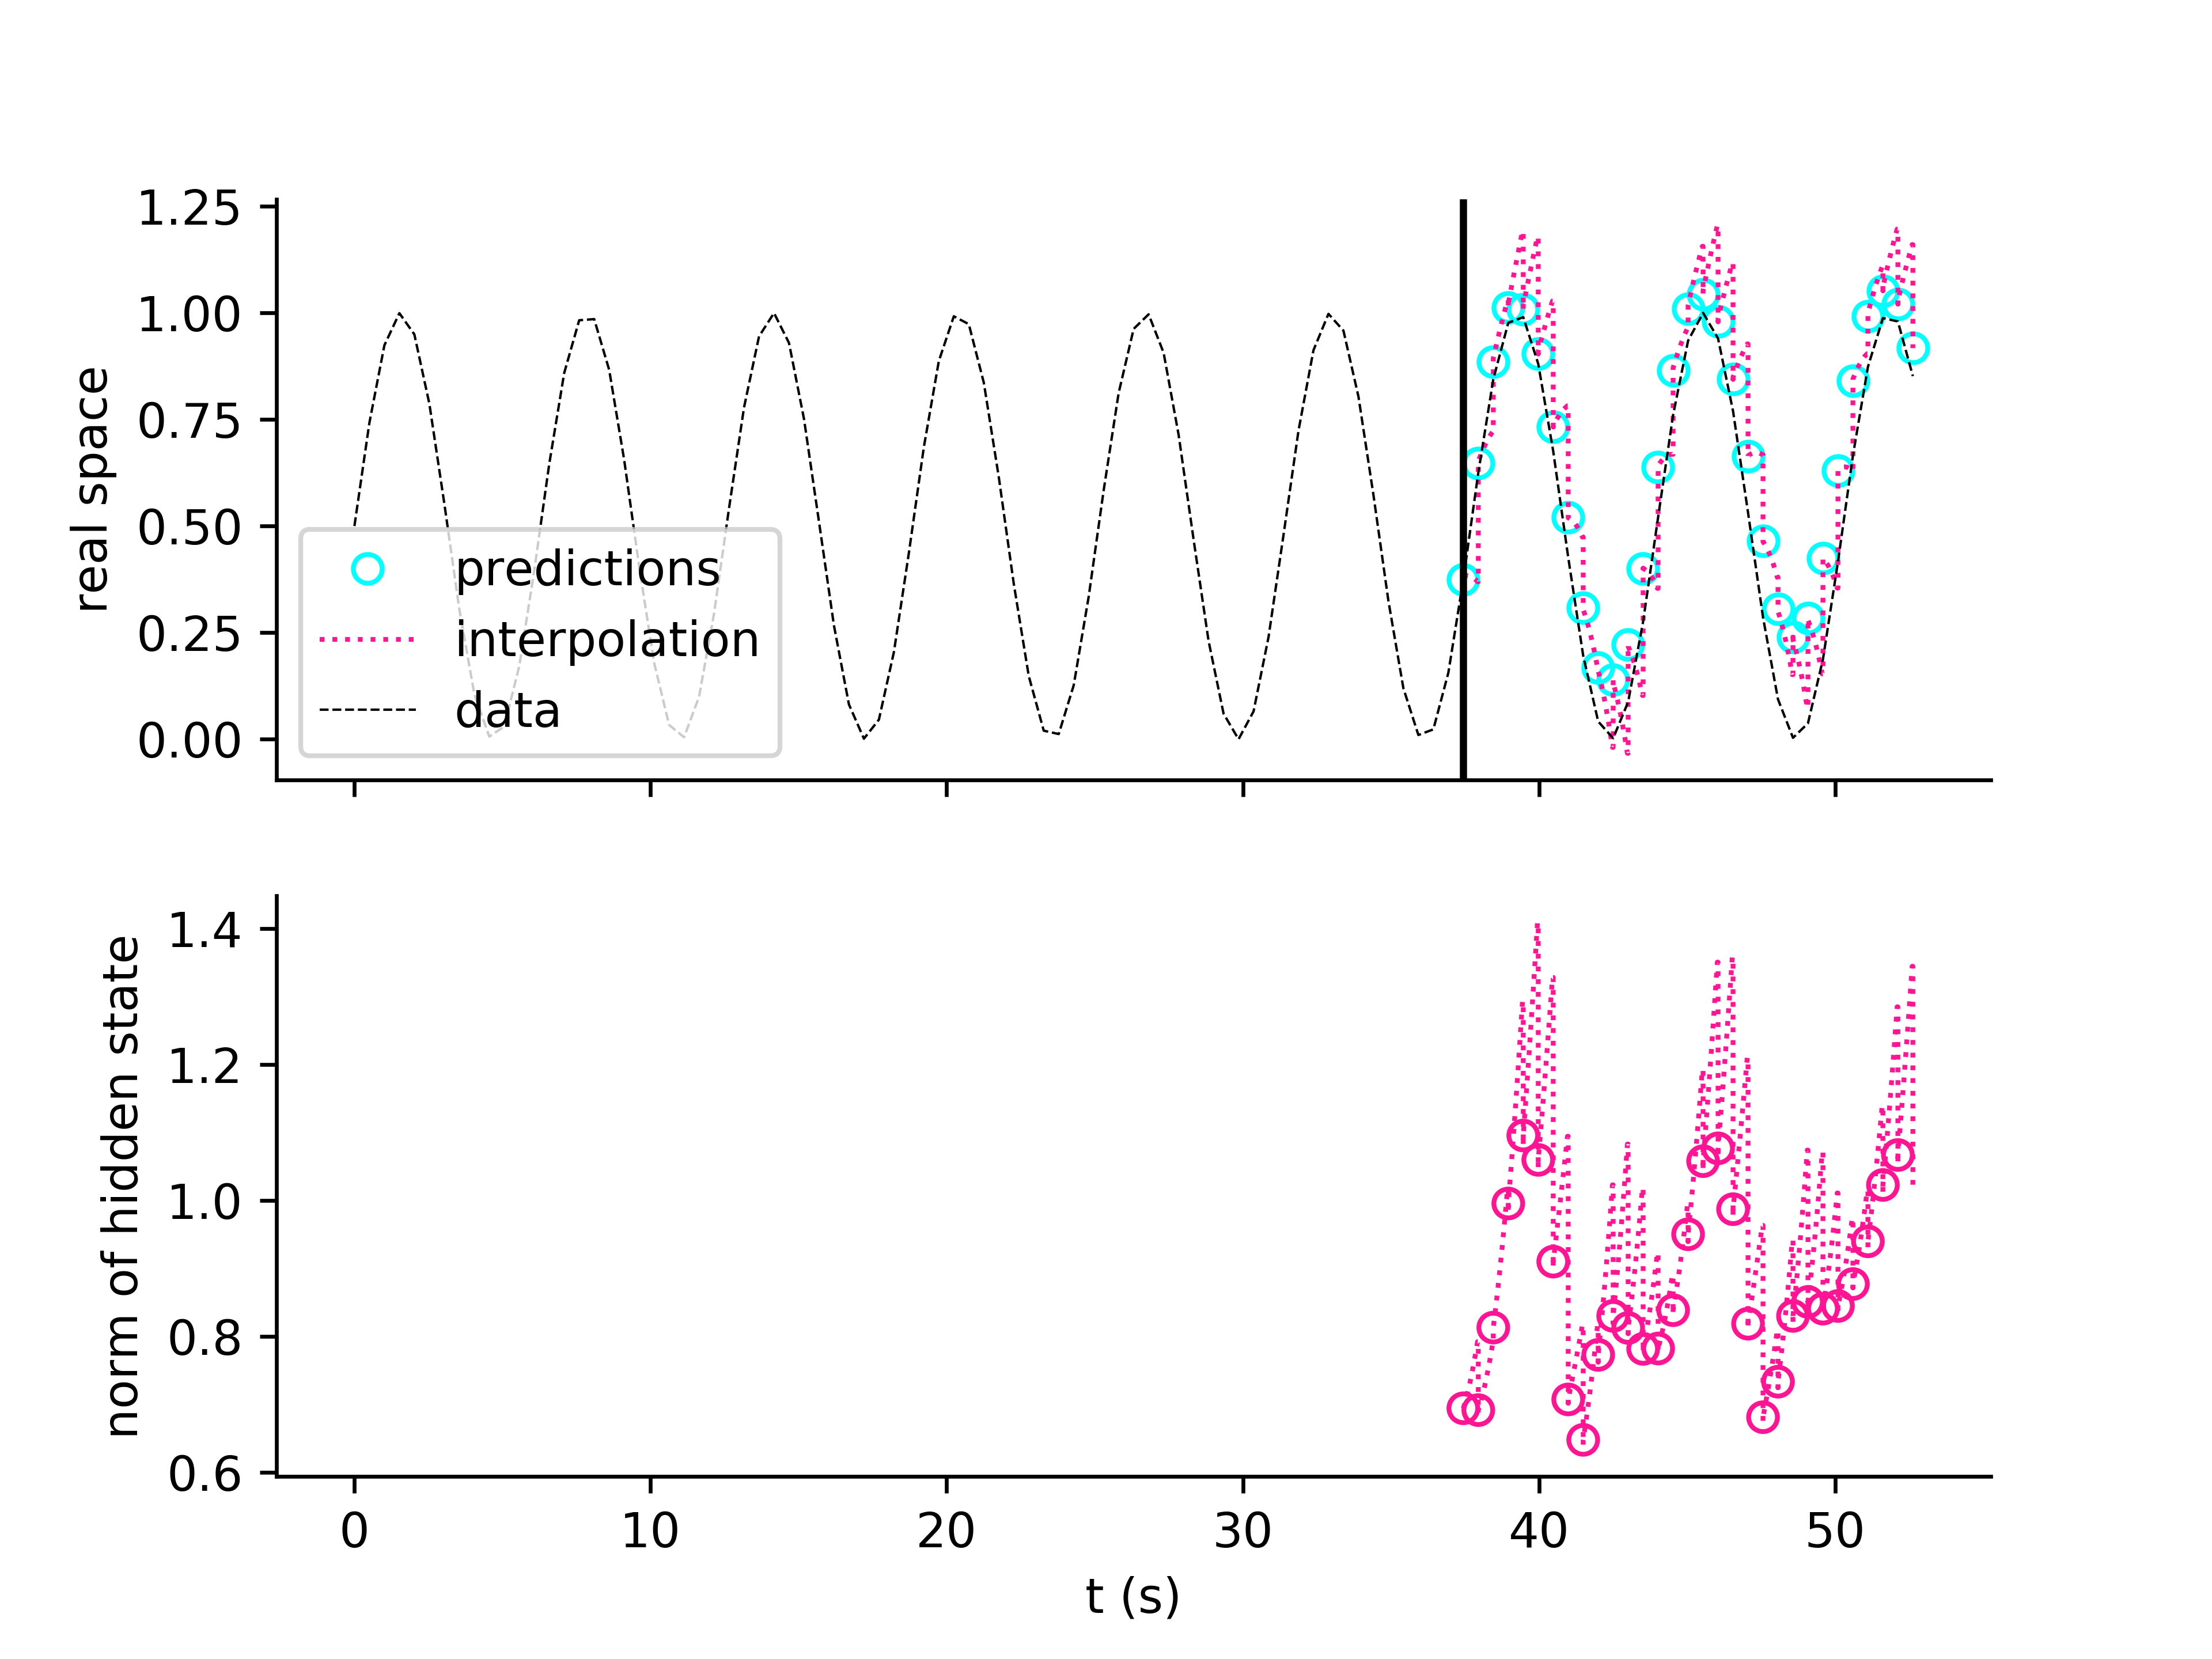 real space
1.25
1.00
0.75
0.50
0.25
0.00
predictions
interpolation
data
norm of hidden state
1.4
1.2
1.0
0.8
0.6
0 10 20 30 40 50
t (s)